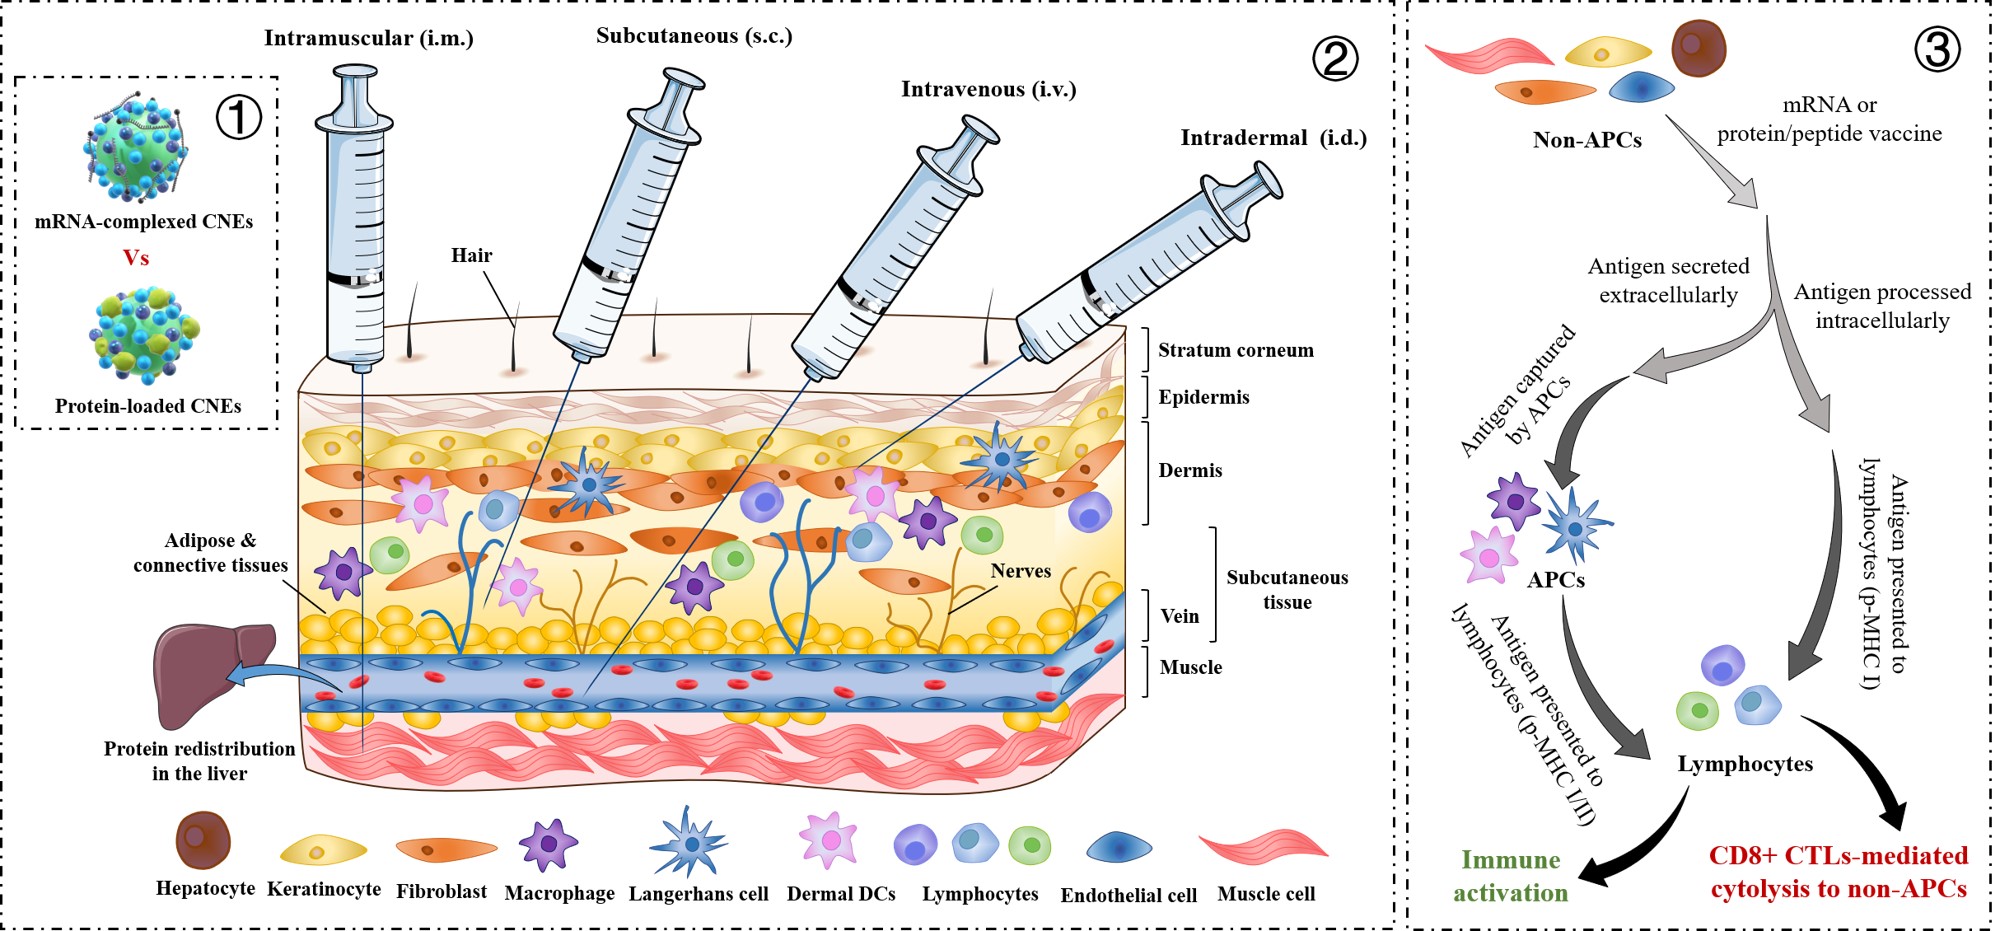 ①
mRNA-complexed CNEs
Vs
Protein-loaded CNEs
②
Intramuscular (i.m.)
Subcutaneous (s.c.)
Intravenous (i.v.)
Intradermal (i.d.)
Hair
Stratum corneum
Epidermis
Dermis
Adipose &
connective tissues
Nerves
Subcutaneous
tissue
Vein
Muscle
Protein redistribution
in the liver
Hepatocyte
Keratinocyte
Fibroblast
Macrophage
Langerhans cell
Dermal DCs
Lymphocytes
Endothelial cell
Muscle cell
③
Non-APCs
mRNA or
protein/peptide vaccine
Antigen secreted
extracellularly
Antigen processed
intracellularly
Antigen captured
by APCs
APCs
Antigen presented to
lymphocytes (p-MHC I)
Antigen presented to
lymphocytes (p-MHC I/II)
Lymphocytes
Immune
activation
CD8+ CTLs-mediated
cytolysis to non-APCs